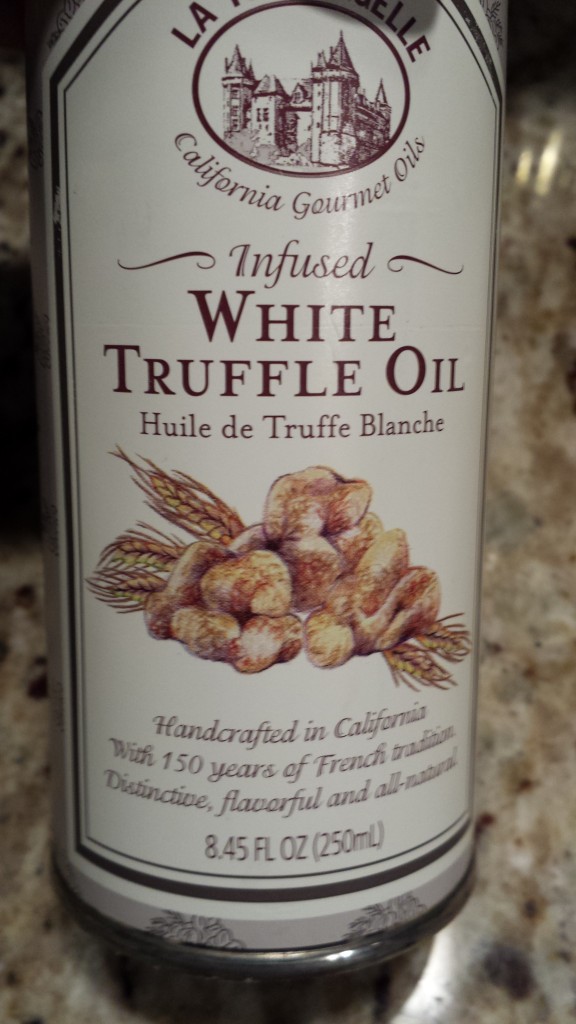 LA
California Gourmet Oils
Infused
WHITE
TRUFFLE OIL
Huile de Truffe Blanche
Handcrafted in California
With 150 years of French tradition
Distinctive, flavorful and all-natural
8.45 FL OZ (250mL)